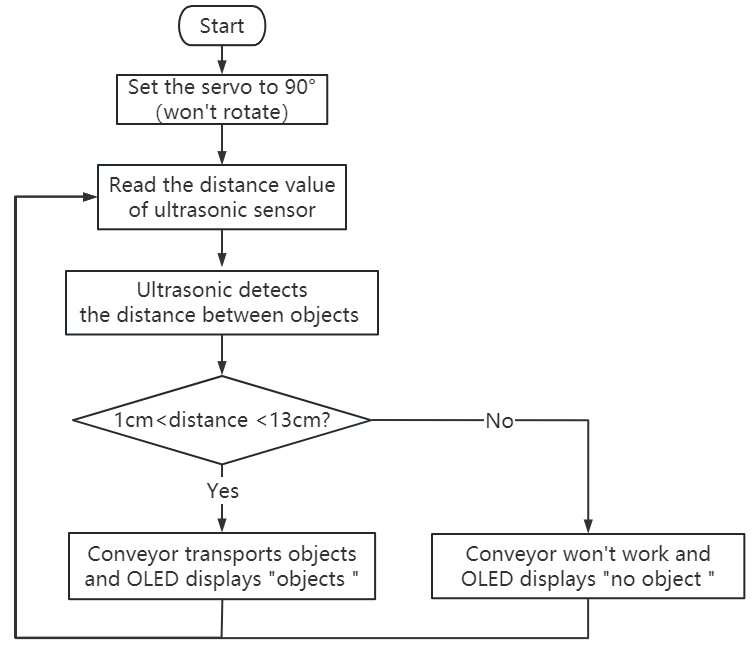 Start
Set the servo to 90°
(won't rotate)
Read the distance value
of ultrasonic sensor
Ultrasonic detects
the distance between objects
1cm<distance <13cm?
No
Yes
Conveyor transports objects
and OLED displays "objects "
Conveyor won't work and
OLED displays "no object "